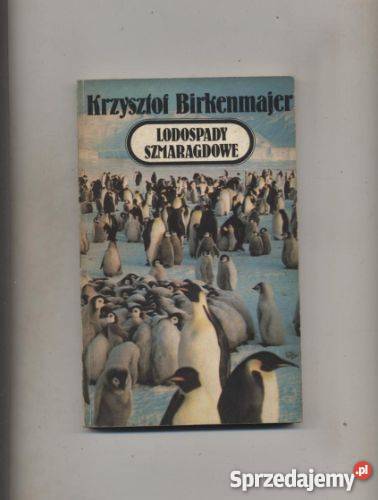 Krzysztof Birkenmajer
LODOSPADY
SZMARAGDOWE
Sprzedajemy.pl